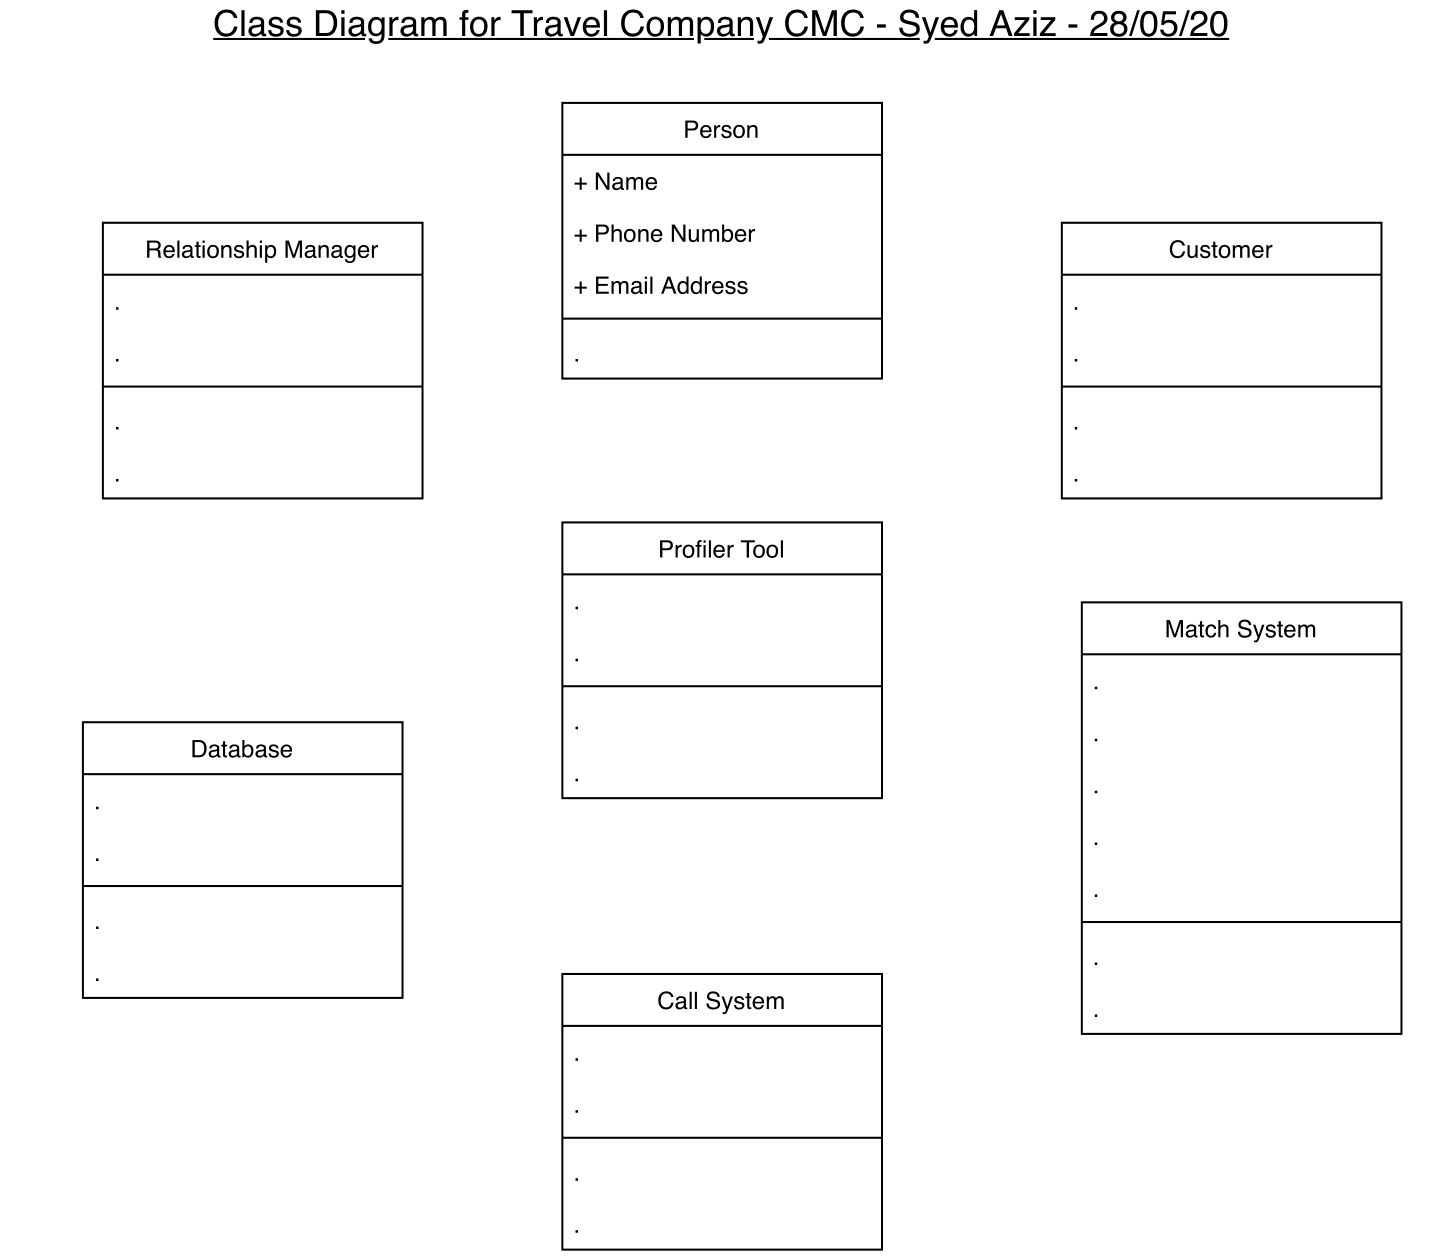 Class Diagram for Travel Company CMC - Syed Aziz - 28/05/20
Person
+ Name
+ Phone Number
+ Email Address
.
Relationship Manager
.
.
.
.
Customer
.
.
.
.
Profiler Tool
.
.
.
.
Match System
.
.
.
.
.
.
.
Database
.
.
.
.
Call System
.
.
.
.